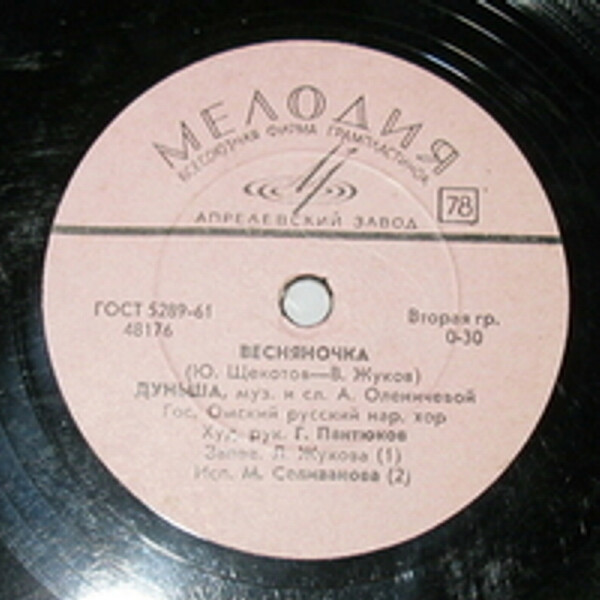 МЕЛОДИЯ
ВСЕСОЮЗНАЯ ФИРМА ГРАМПЛАСТИНОК
78
АПРЕЛЕВСКИЙ ЗАВОД
ГОСТ 5289-61
48176
Вторая гр.
0-30
ВЕСНЯНОЧКА
(Ю. Щекотов—В. Жуков)
ДУНЬША, муз. и сл. А. Оленичевой
Гос. Омский русский нар. хор
Худ. рук. Г. Пантюков
Запев. Л. Жукова (1)
Исп. М. Селиванова (2)